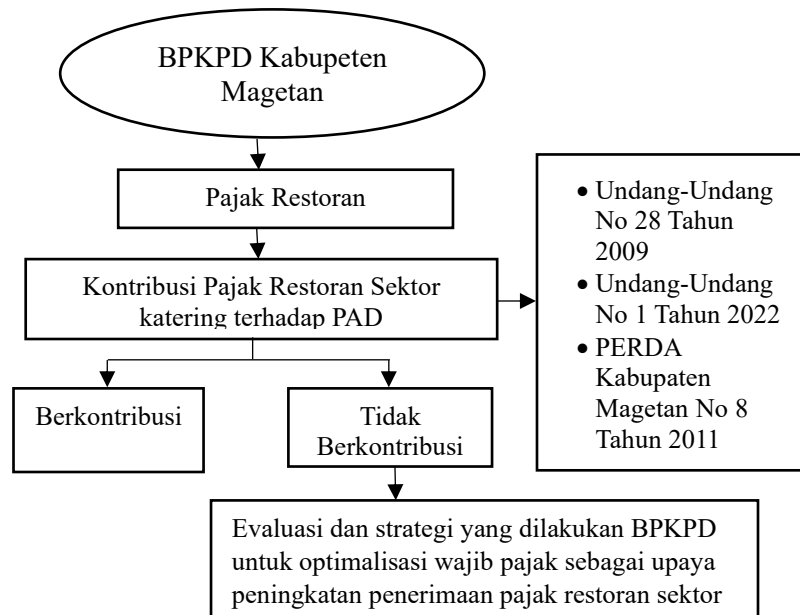 BPKPD Kabupeten
Magetan
Pajak Restoran
Kontribusi Pajak Restoran Sektor
katering terhadap PAD
• Undang-Undang
No 28 Tahun
2009
• Undang-Undang
No 1 Tahun 2022
• PERDA
Kabupaten
Magetan No 8
Tahun 2011
Berkontribusi
Tidak
Berkontribusi
Evaluasi dan strategi yang dilakukan BPKPD
untuk optimalisasi wajib pajak sebagai upaya
peningkatan penerimaan pajak restoran sektor